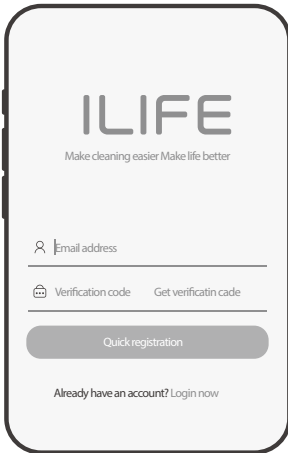 ILIFE
Make cleaning easier Make life better
Email address
Verification code Get verificatin cade
Quick registration
Already have an account? Login now